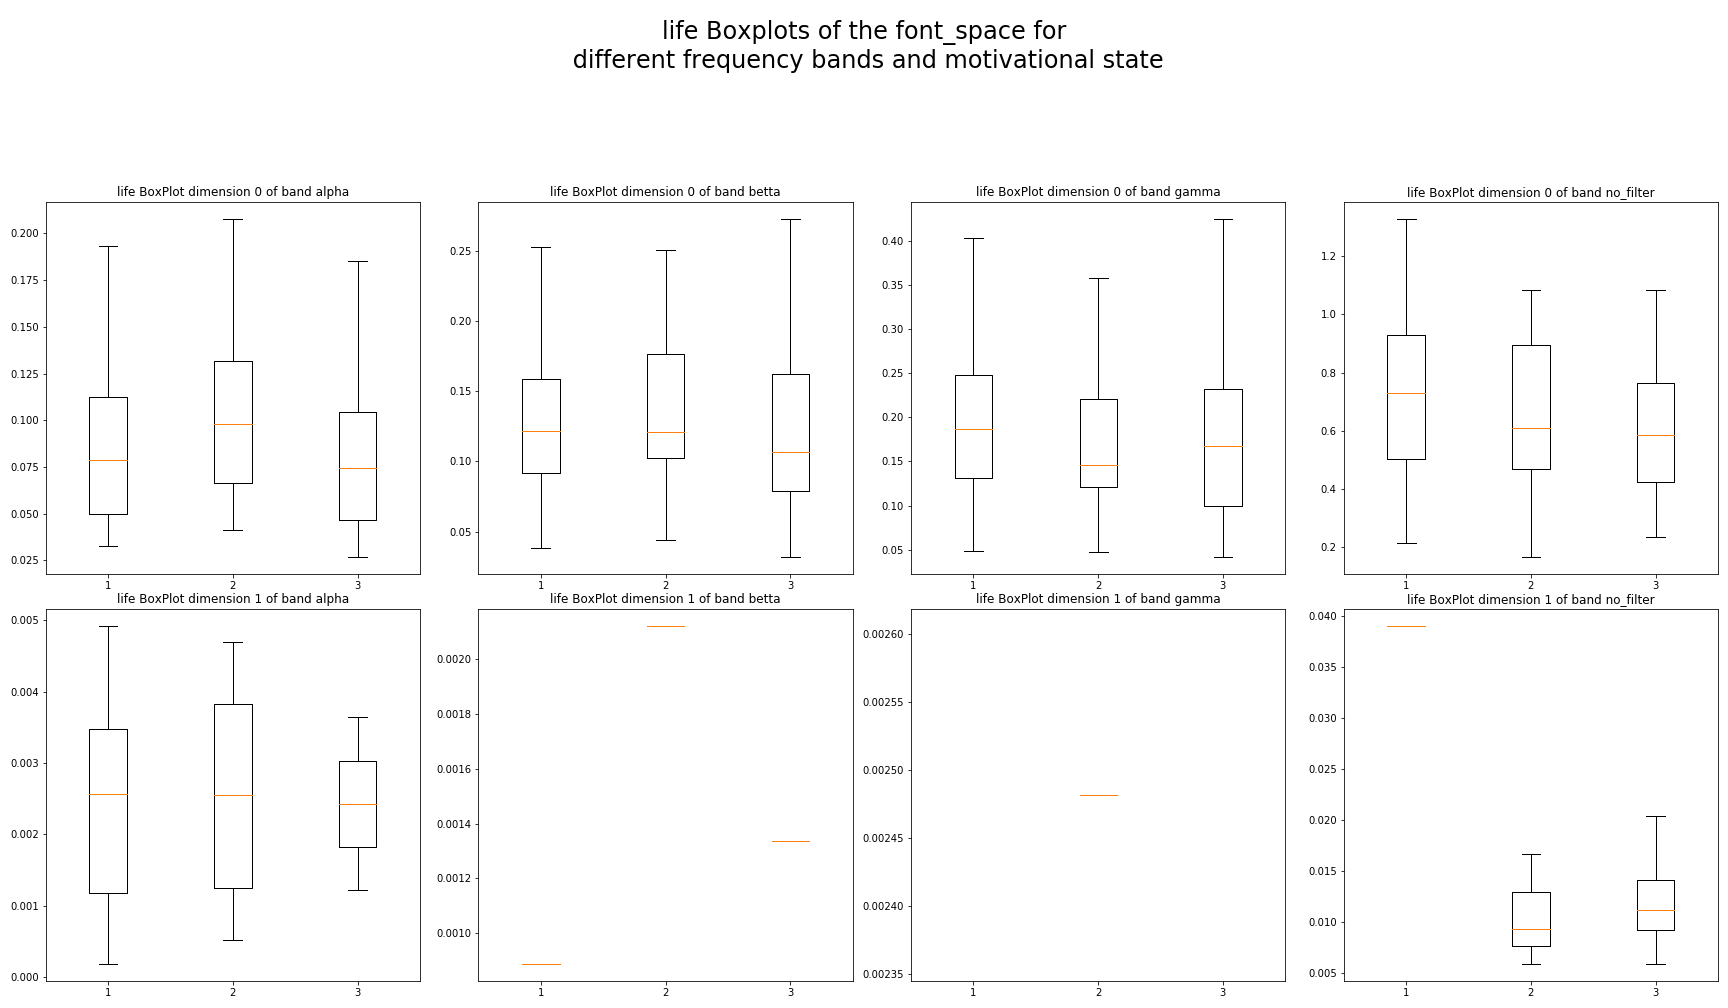 life Boxplots of the font_space for
different frequency bands and motivational state
life BoxPlot dimension 0 of band alpha
0.200
0.175
0.150
0.125
0.100
0.075
0.050
0.025
1 2 3
life BoxPlot dimension 0 of band betta
0.25
0.20
0.15
0.10
0.05
1 2 3
life BoxPlot dimension 0 of band gamma
0.40
0.35
0.30
0.25
0.20
0.15
0.10
0.05
1 2 3
life BoxPlot dimension 0 of band no_filter
1.2
1.0
0.8
0.6
0.4
0.2
1 2 3
life BoxPlot dimension 1 of band alpha
0.005
0.004
0.003
0.002
0.001
0.000
1 2 3
life BoxPlot dimension 1 of band betta
0.0020
0.0018
0.0016
0.0014
0.0012
0.0010
1 2 3
life BoxPlot dimension 1 of band gamma
0.00260
0.00255
0.00250
0.00245
0.00240
0.00235
1 2 3
life BoxPlot dimension 1 of band no_filter
0.040
0.035
0.030
0.025
0.020
0.015
0.010
0.005
1 2 3